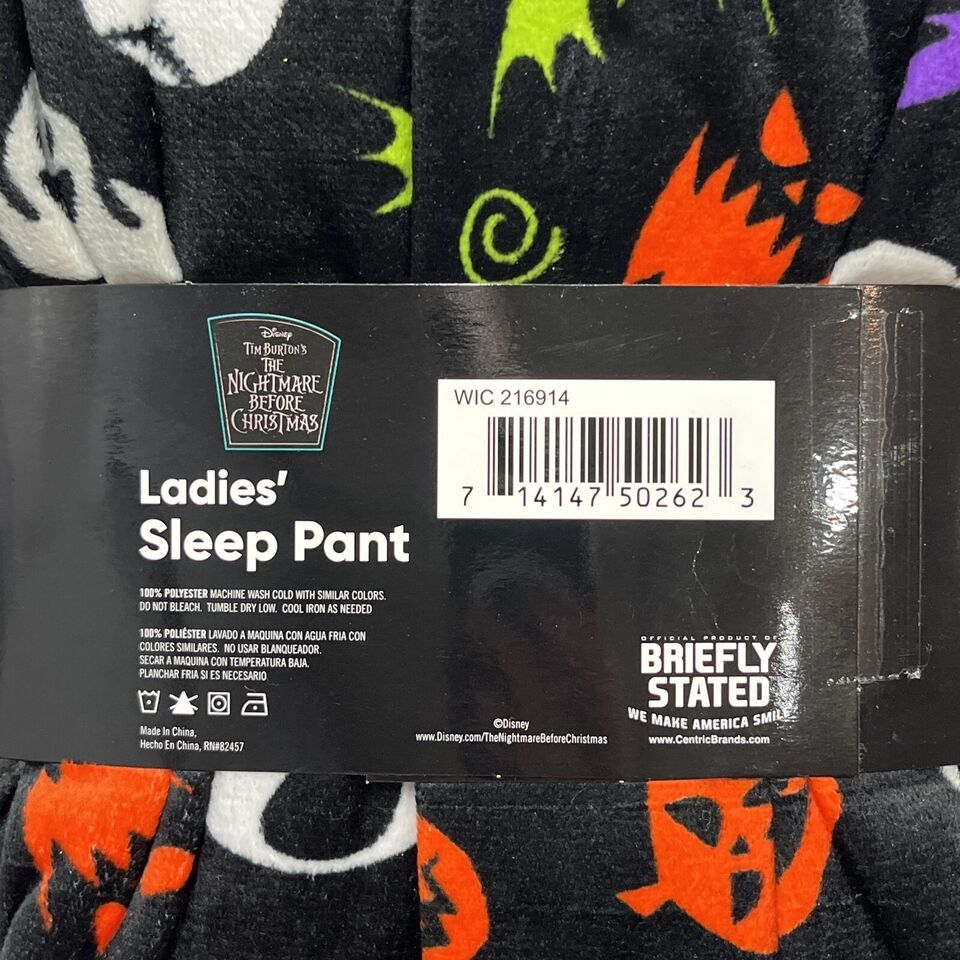 Disney
TIM BURTON'S
THE
NIGHTMARE
BEFORE
CHRISTMAS
Ladies'
Sleep Pant
WIC 216914
7 14147 50262 3
100% POLYESTER MACHINE WASH COLD WITH SIMILAR COLORS.
DO NOT BLEACH. TUMBLE DRY LOW. COOL IRON AS NEEDED
100% POLIÉSTER LAVADO A MAQUINA CON AGUA FRIA CON
COLORES SIMILARES. NO USAR BLANQUEADOR.
SECAR A MAQUINA CON TEMPERATURA BAJA.
PLANCHAR FRIA SI ES NECESARIO
Made In China,
Hecho En China, RN#82457
©Disney
www.Disney.com/TheNightmareBeforeChristmas
OFFICIAL PRODUCT OF
BRIEFLY
STATED
WE MAKE AMERICA SMILE
www.CentricBrands.com